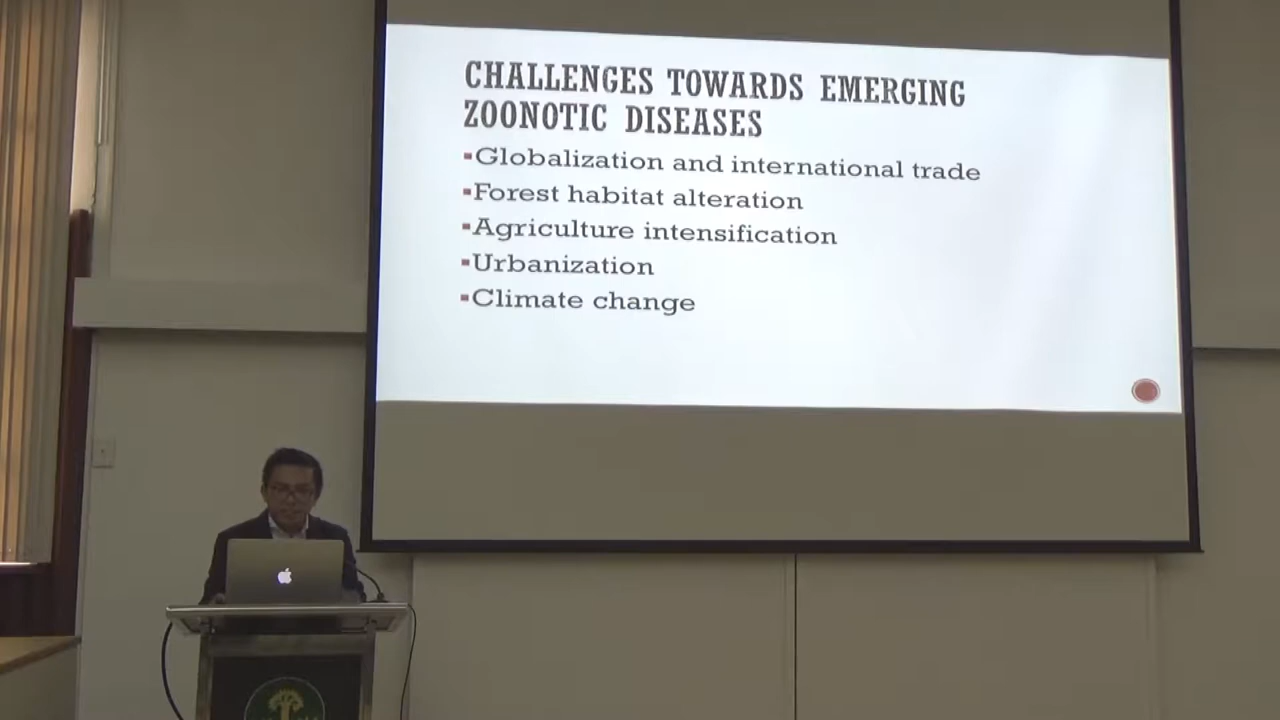 CHALLENGES TOWARDS EMERGING
ZOONOTIC DISEASES
▪Globalization and international trade
▪Forest habitat alteration
▪Agriculture intensification
▪Urbanization
▪Climate change